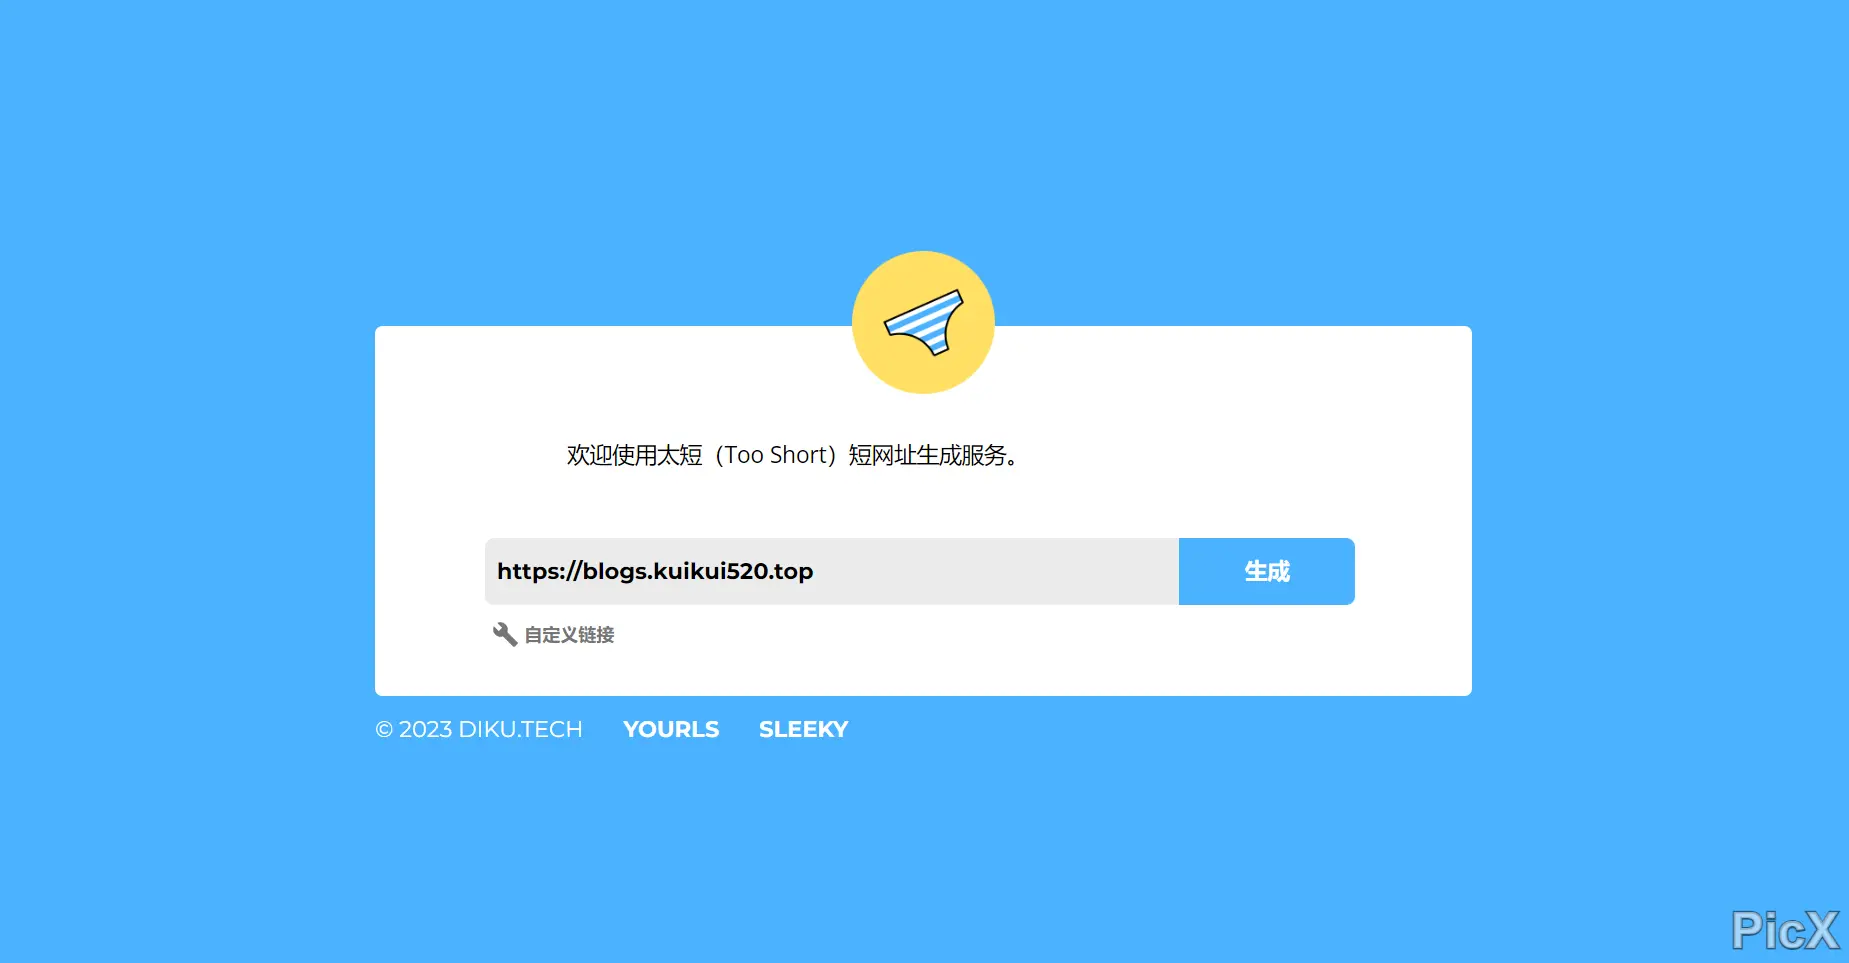 欢迎使用太短（Too Short）短网址生成服务。
https://blogs.kuikui520.top
生成
自定义链接
© 2023 DIKU.TECH YOURLS SLEEKY
PicX